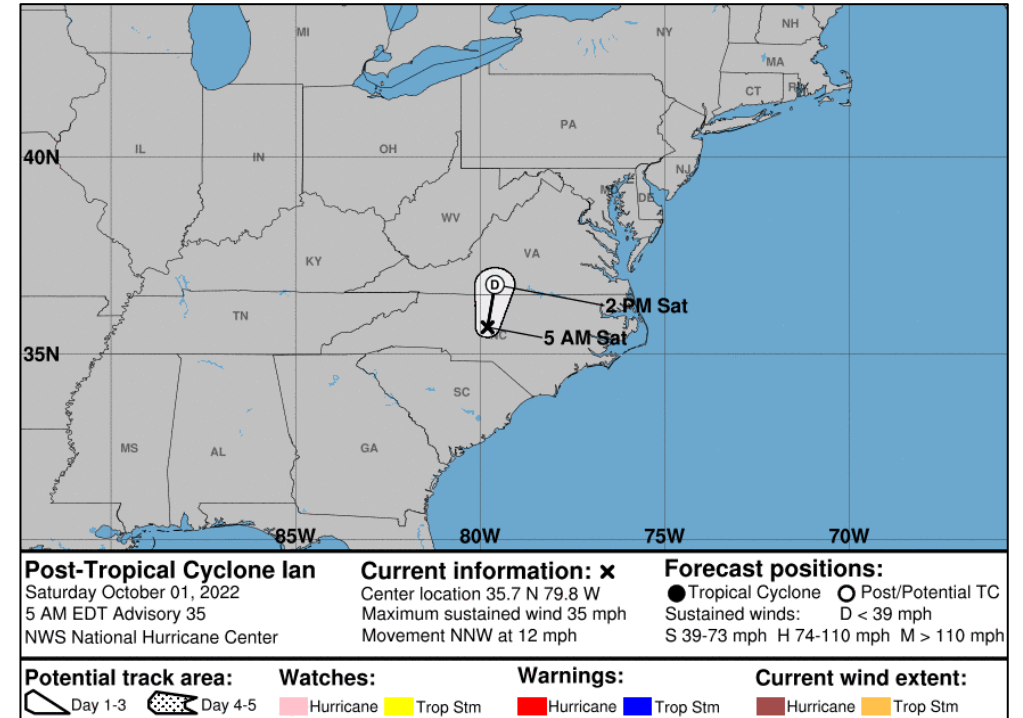 MI
NY
NH
MA
CT
RI
PA
40N
IL
IN
OH
NJ
MD
DE
WV
VA
KY
D
2 PM Sat
TN
5 AM Sat
NC
35N
SC
MS
AL
GA
85W
80W
75W
70W
Post-Tropical Cyclone Ian
Saturday October 01, 2022
5 AM EDT Advisory 35
NWS National Hurricane Center
Current information: x
Center location 35.7 N 79.8 W
Maximum sustained wind 35 mph
Movement NNW at 12 mph
Forecast positions:
Tropical Cyclone Post/Potential TC
Sustained winds: D < 39 mph
S 39-73 mph H 74-110 mph M > 110 mph
Potential track area:
Day 1-3 Day 4-5
Watches:
Hurricane Trop Stm
Warnings:
Hurricane Trop Stm
Current wind extent:
Hurricane Trop Stm